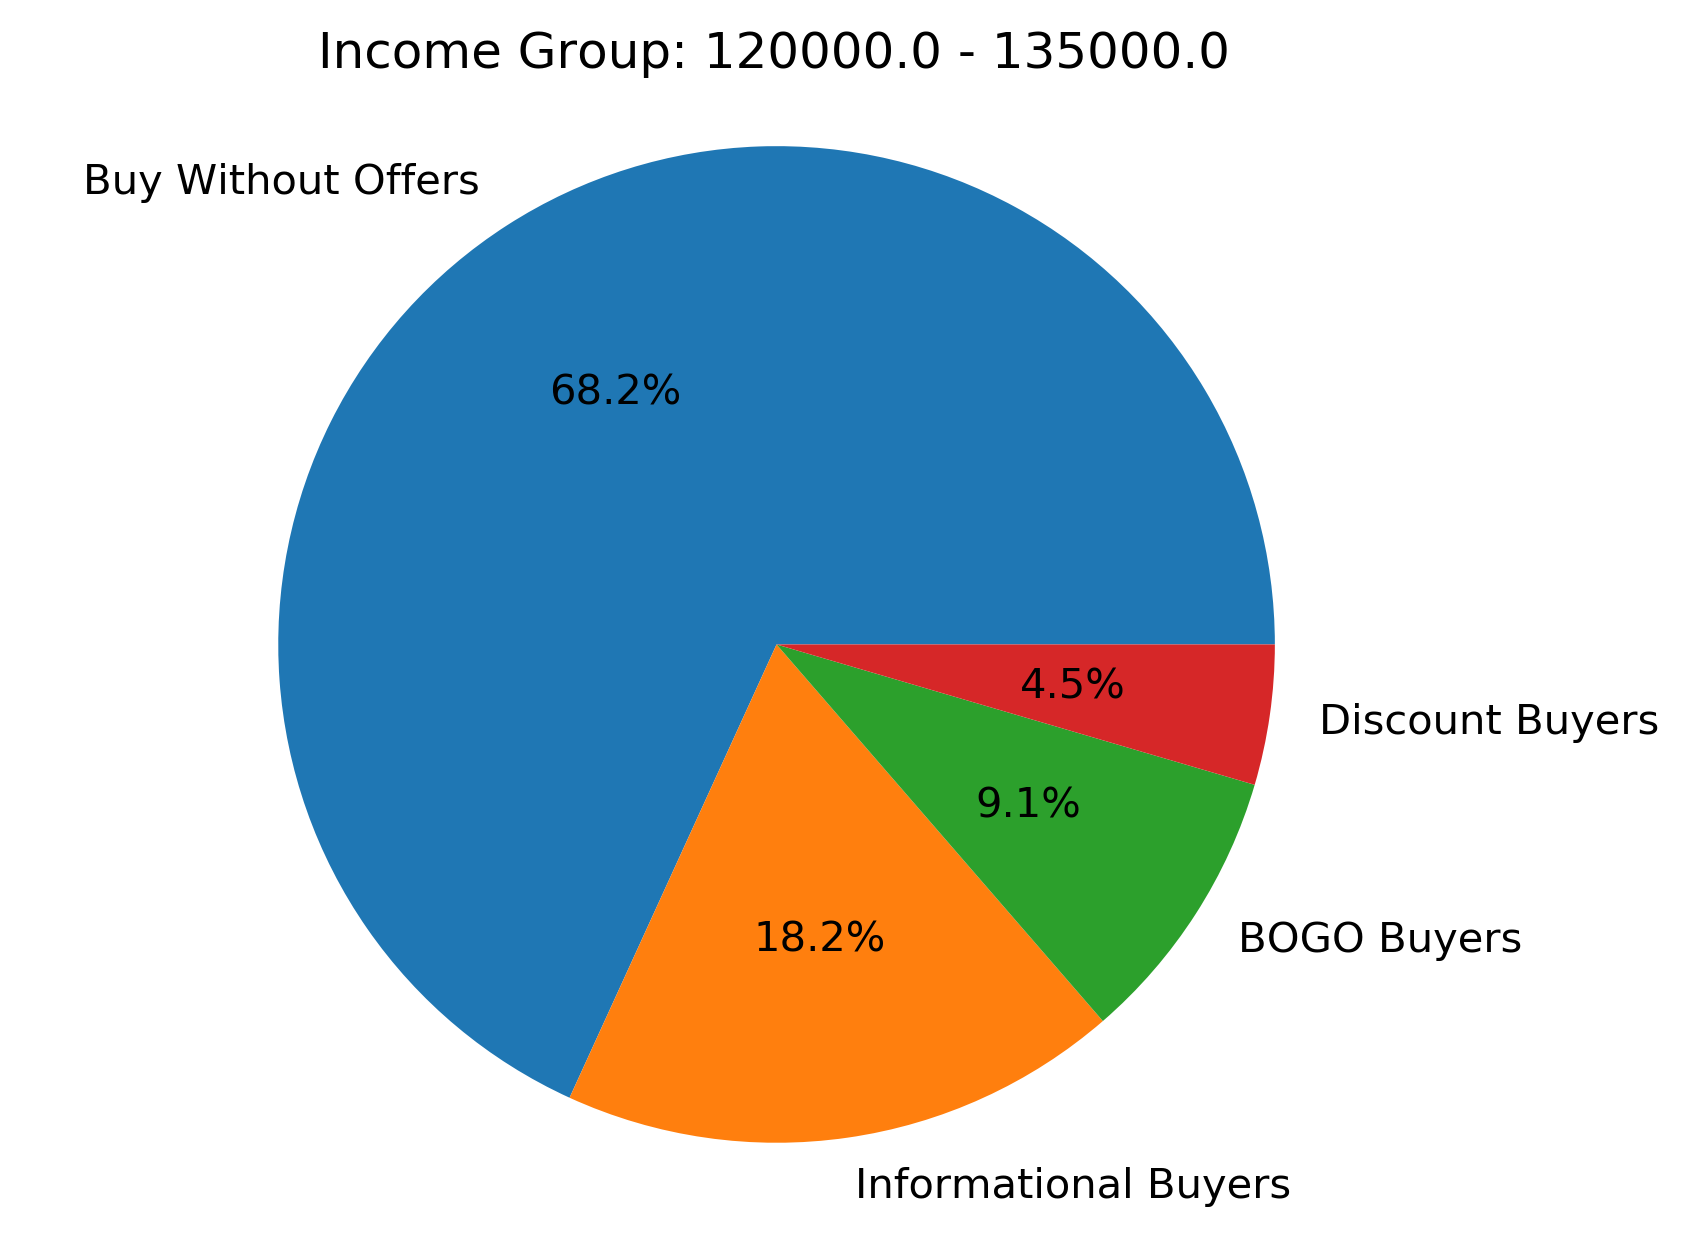 Income Group: 120000.0 - 135000.0
Buy Without Offers
68.2%
4.5%
Discount Buyers
9.1%
BOGO Buyers
18.2%
Informational Buyers